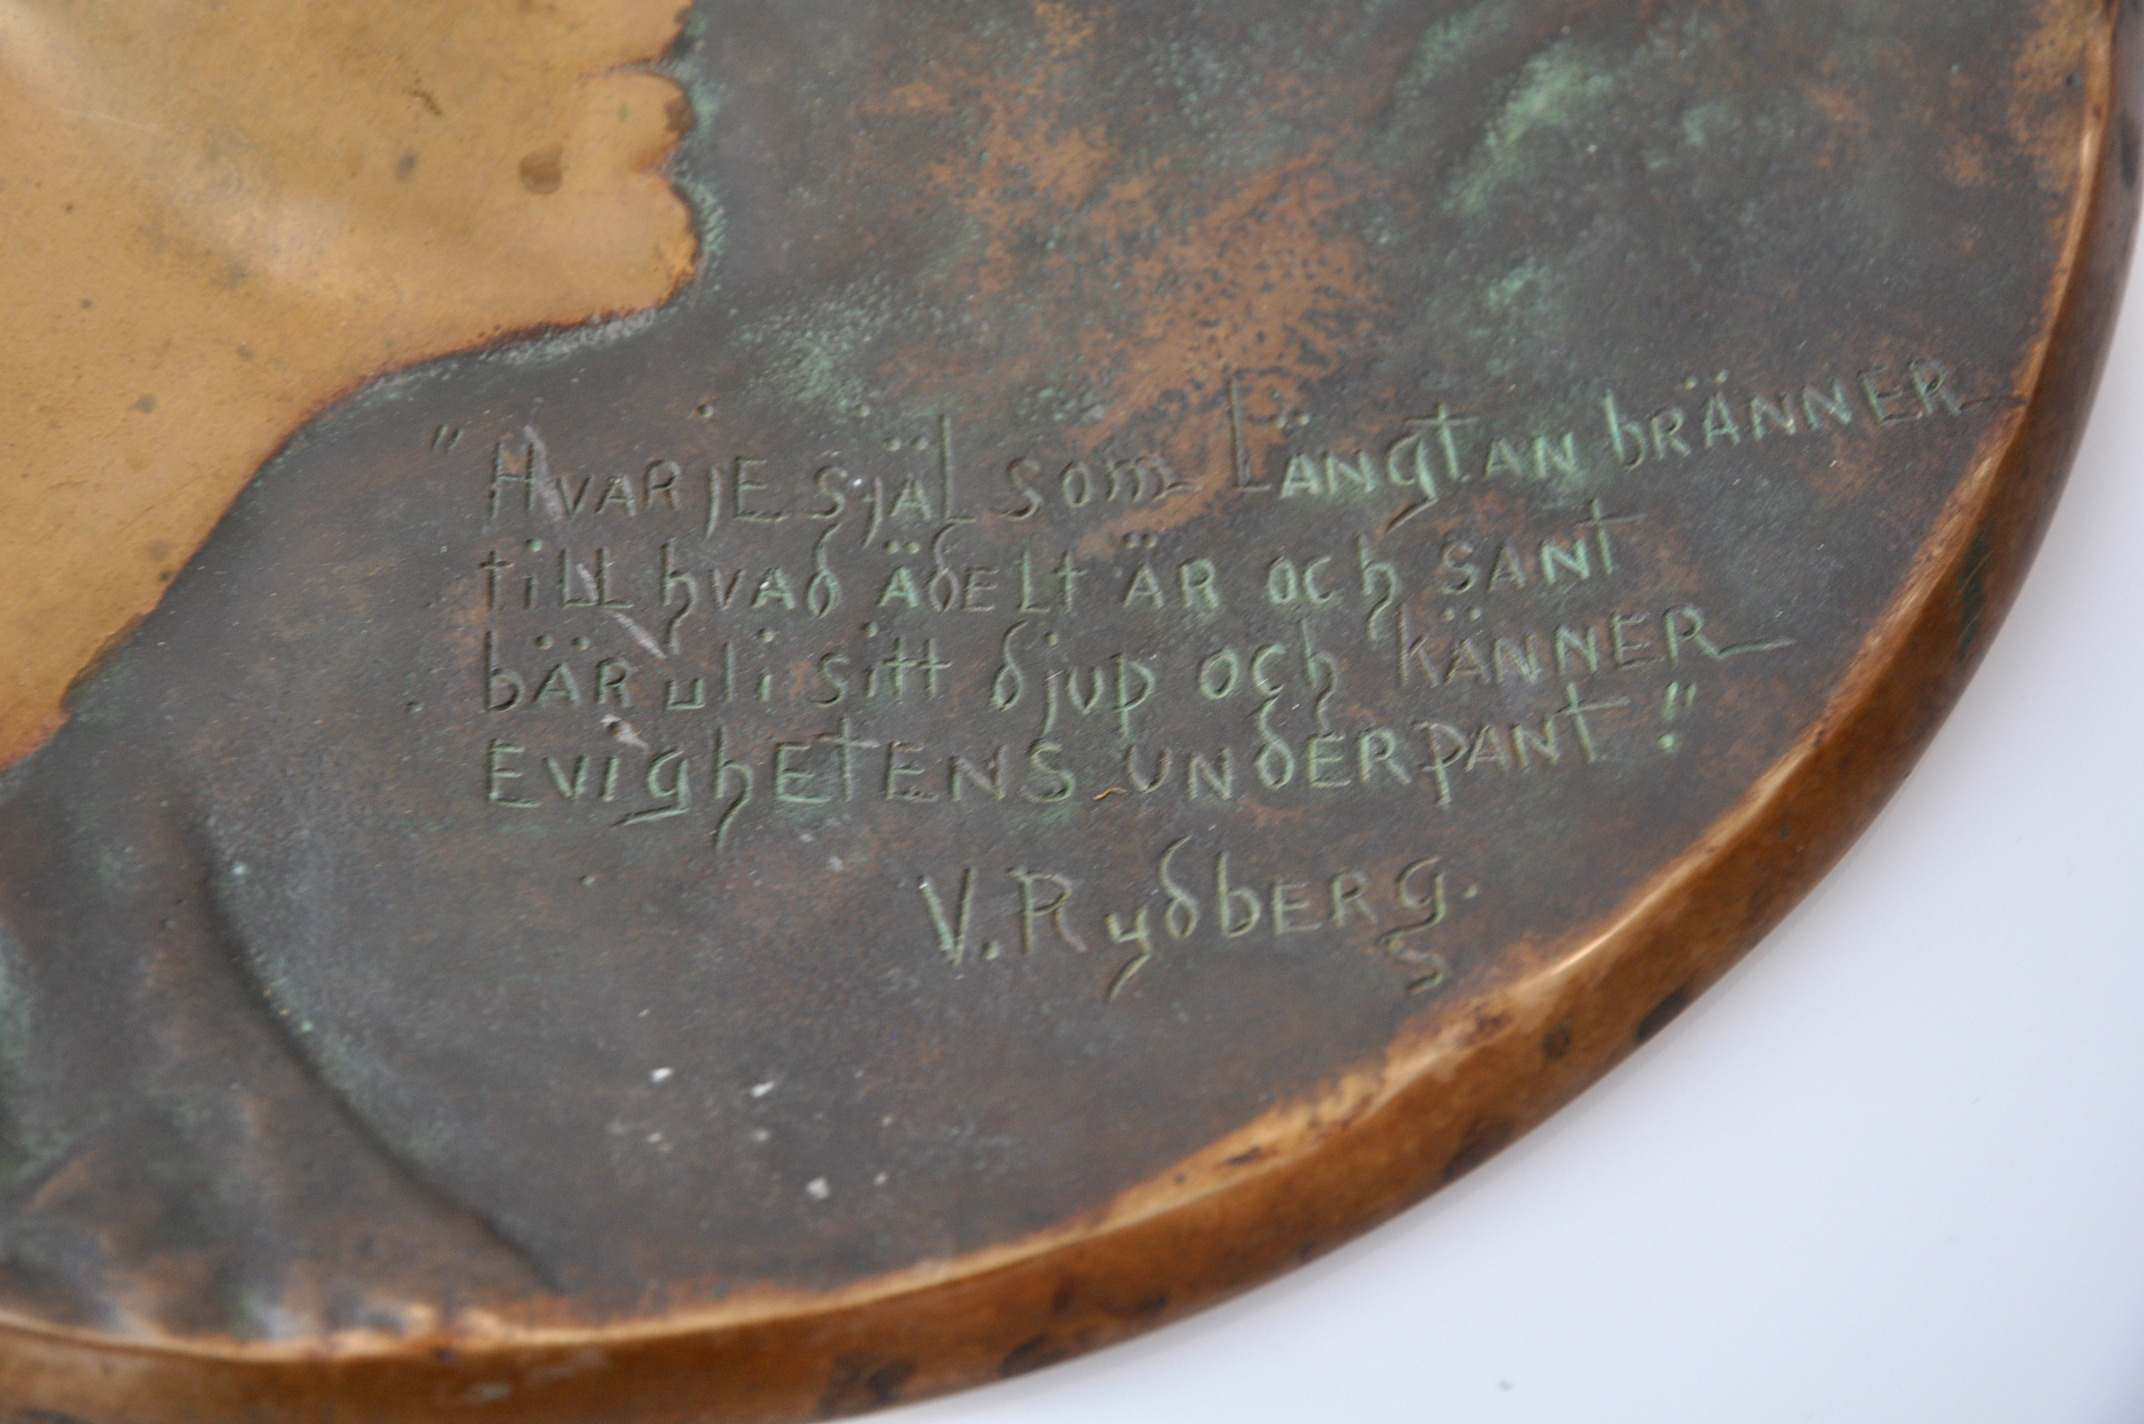 "Hvarje själ som längtan bränner
till hvad ädelt är och sant
bär uti sitt djup och känner
evighetens underpant!"
V. Rydberg.